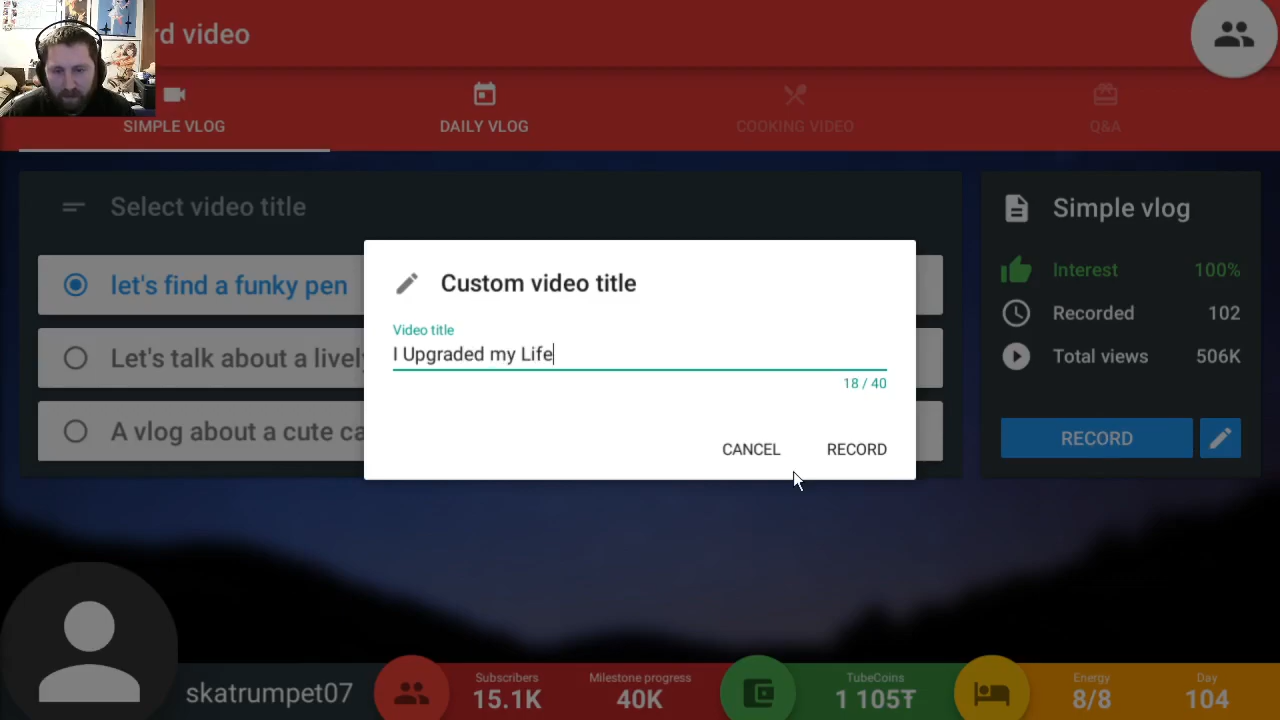 rd video
SIMPLE VLOG
DAILY VLOG
COOKING VIDEO
Q&A
Select video title
let's find a funky pen
Let's talk about a lively
A vlog about a cute ca
Custom video title
Video title
I Upgraded my Life
18 / 40
CANCEL
RECORD
Simple vlog
Interest 100%
Recorded 102
Total views 506K
RECORD
skatrumpet07
Subscribers
15.1K
Milestone progress
40K
TubeCoins
1 105Ŧ
Energy
8/8
Day
104